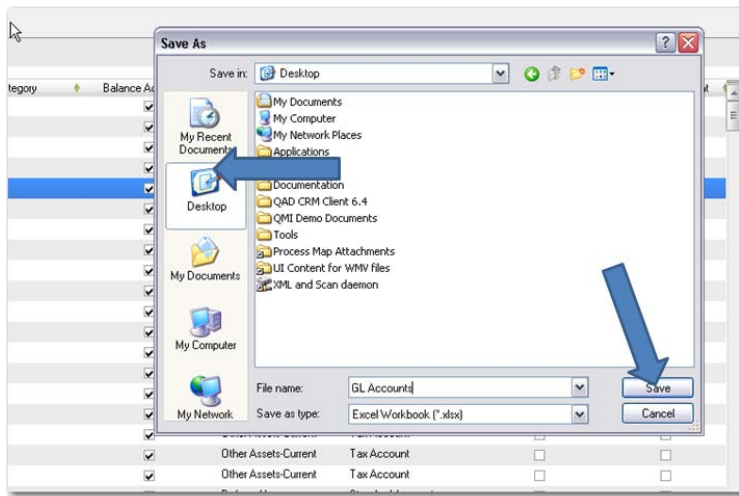 Save As
Save in: Desktop
tegory Balance Ac
My Documents
My Computer
My Network Places
Applications
Documentation
QAD CRM Client 6.4
QMI Demo Documents
Tools
Process Map Attachments
UI Content for WMV files
XML and Scan daemon
My Recent Documents
Desktop
My Documents
My Computer
My Network
File name: GL Accounts
Save as type: Excel Workbook (*.xlsx)
Save
Cancel
Other Assets-Current Tax Account
Other Assets-Current Tax Account